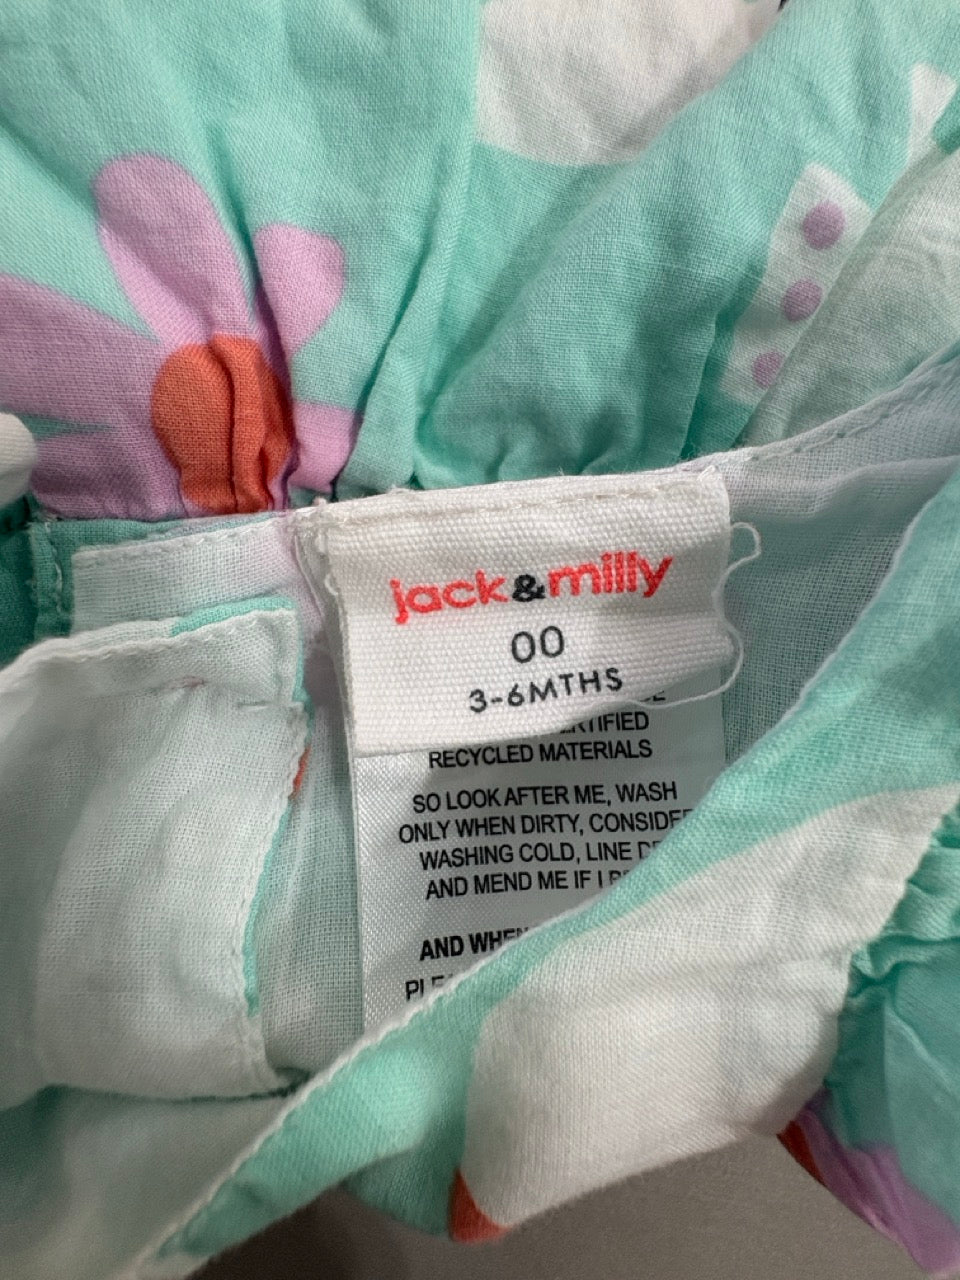 jack&milly
00
3-6MTHS
RECYCLED MATERIALS
SO LOOK AFTER ME, WASH
ONLY WHEN DIRTY,
WASHING COLD, LINE
AND MEND ME IF I
AND